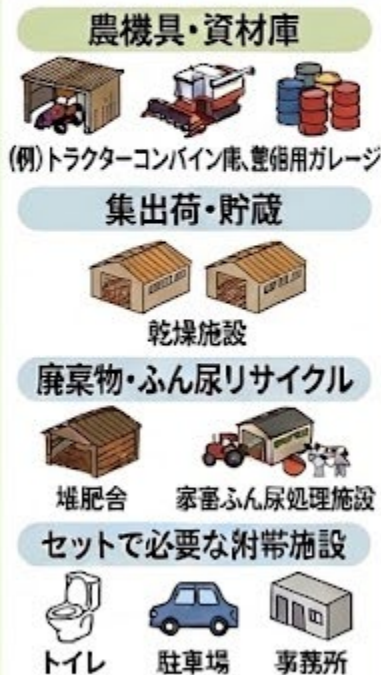 農機具・資材庫
(例)トラクターコンバイン庫、整備用ガレージ
集出荷・貯蔵
乾燥施設
廃棄物・ふん尿リサイクル
堆肥舎 家畜ふん尿処理施設
セットで必要な附帯施設
トイレ 駐車場 事務所